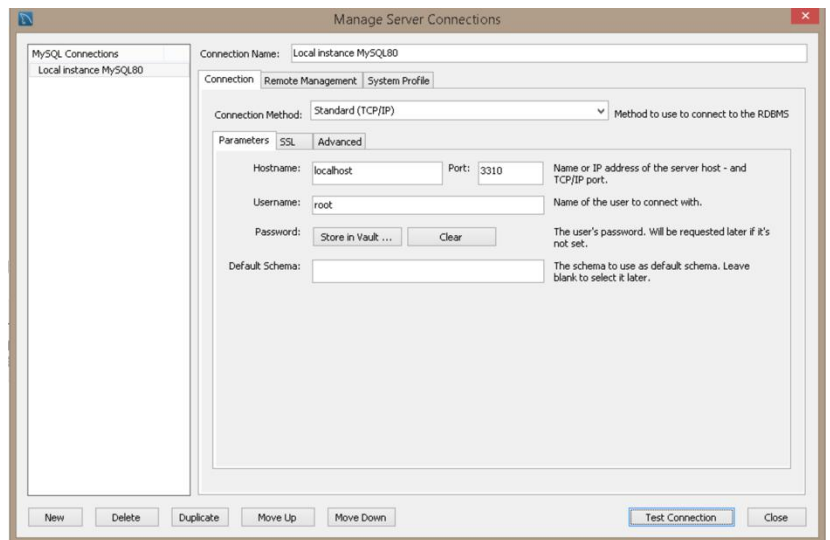 Manage Server Connections
MySQL Connections
Local instance MySQL80
Connection Name: Local instance MySQL80
Connection Remote Management System Profile
Connection Method: Standard (TCP/IP) Method to use to connect to the RDBMS
Parameters SSL Advanced
Hostname: localhost Port: 3310 Name or IP address of the server host - and
TCP/IP port.
Username: root Name of the user to connect with.
Password: Store in Vault ... Clear The user's password. Will be requested later if it's
not set.
Default Schema: The schema to use as default schema. Leave
blank to select it later.
New Delete Duplicate Move Up Move Down Test Connection Close